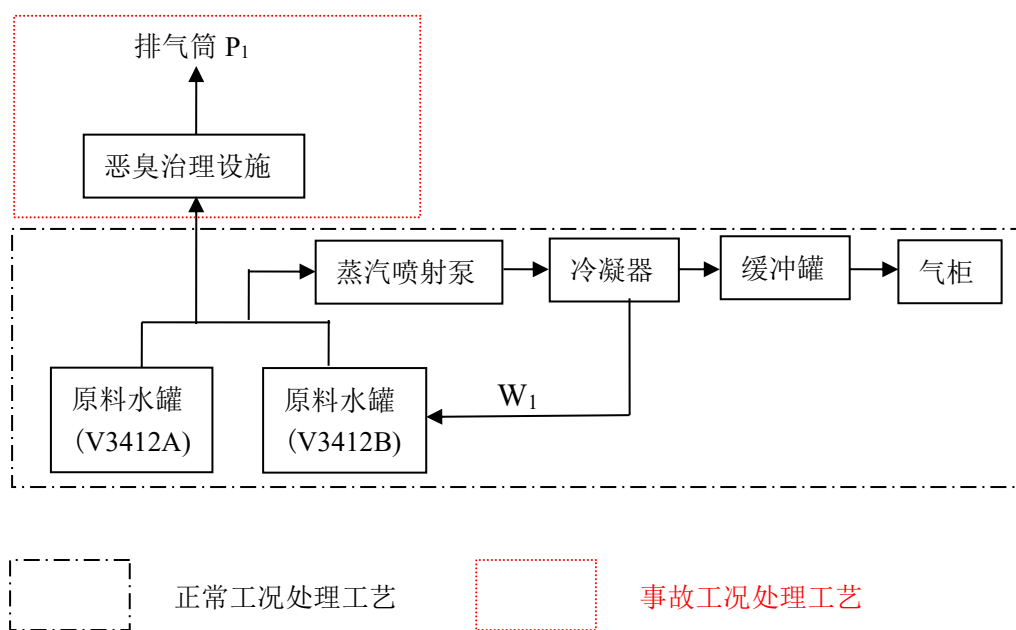 排气筒 P₁
恶臭治理设施
蒸汽喷射泵
冷凝器
缓冲罐
气柜
原料水罐
(V3412A)
原料水罐
(V3412B)
W₁
正常工况处理工艺
事故工况处理工艺